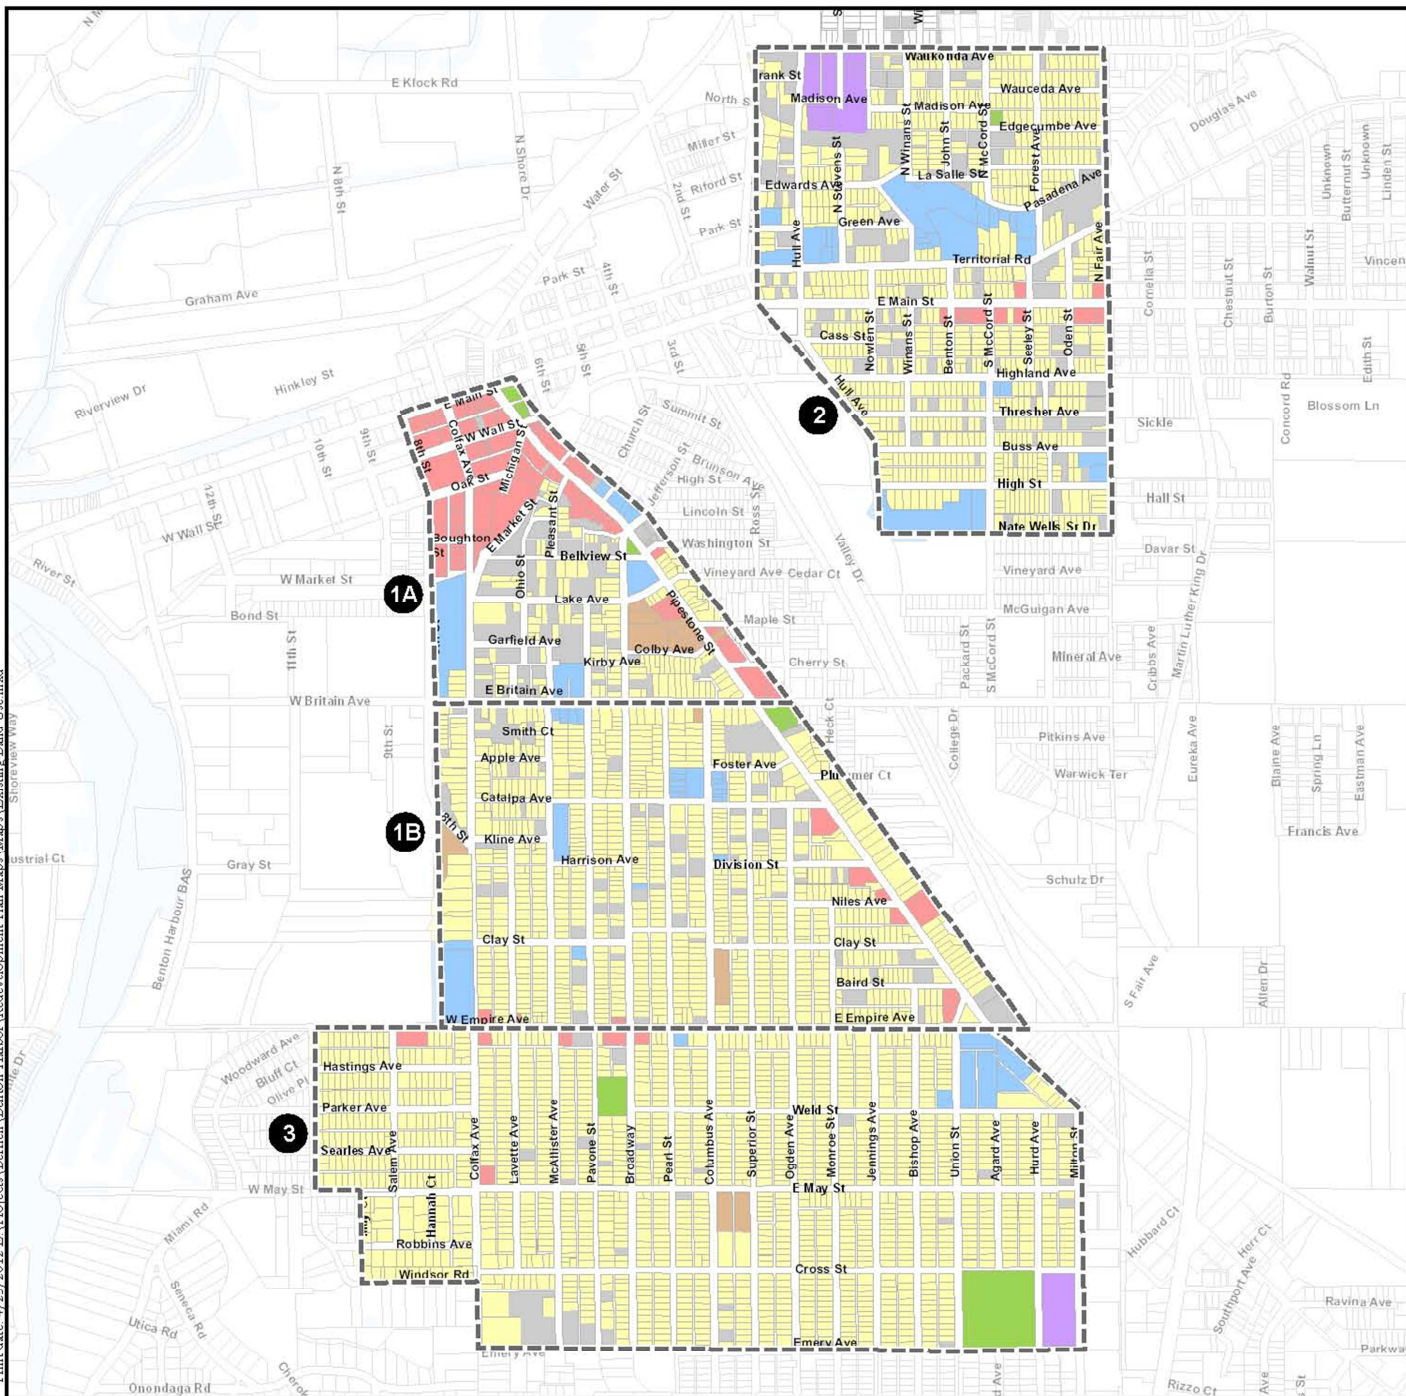 E Klock Rd
North S
rank St
Waukonda Ave
Madison Ave
Madison Ave
Wauceda Ave
Edgecumbe Ave
Douglas Ave
N Shore Dr
N 8th St
Miller St
Water St
2nd St
Riford St
Park St
N Winans St
John St
N McCord St
Forest Ave
N Stevens St
Edwards Ave
La Salle St
Pasadena Ave
Green Ave
Hull Ave
Territorial Rd
N Fair Ave
Unknown
Butternut St
Unknown
Linden St
Cornelia St
Chestnut St
Burton St
Walnut St
Vincen
Graham Ave
Park St
4th St
E Main St
Cass St
Nowlen St
Winans St
Benton St
S McCord St
Seeley St
Oden St
Highland Ave
Edith St
Concord Rd
Blossom Ln
Riverview Dr
Hinkley St
6th St
5th St
3rd St
Hull Ave
Thresher Ave
Sickle
2
Buss Ave
High St
Hall St
Nate Wells Sr Dr
Davar St
E Main St
W Wall St
Colfax Ave
8th St
Michigan St
Oak St
9th St
10th St
12th St
W Wall St
Church St
Summit St
Jefferson St
Brunson Ave
High St
Lincoln St
Ross St
Washington St
Valley Dr
Boughton
St
E Market St
Pleasant St
Bellview St
Ohio St
Lake Ave
Vineyard Ave
Cedar Ct
Vineyard Ave
McGuigan Ave
Martin Luther King Dr
River St
W Market St
1A
Bond St
11th St
Garfield Ave
Kirby Ave
Colby Ave
Pipestone St
Maple St
Cherry St
Packard St
S McCord St
Mineral Ave
Cribbs Ave
E Britain Ave
W Britain Ave
9th St
Shoreview Way
Smith Ct
Apple Ave
Foster Ave
Heck Ct
College Dr
Pitkins Ave
Warwick Ter
Eureka Ave
Blaine Ave
Spring Ln
Eastman Ave
Francis Ave
Plu
mer Ct
Catalpa Ave
1B
8th St
Kline Ave
Harrison Ave
Division St
ustrial Ct
Gray St
Benton Harbour BAS
Niles Ave
Schulz Dr
Clay St
Clay St
Baird St
S Fair Ave
Allen Dr
W Empire Ave
E Empire Ave
Woodward Ave
Bluff Ct
Olive Pl
Hastings Ave
Parker Ave
Weld St
3
Searles Ave
Salem Ave
Colfax Ave
Lavette Ave
McAllister Ave
Pavone St
Broadway
Pearl St
Columbus Ave
Superior St
Ogden Ave
Monroe St
Jennings Ave
Bishop Ave
Union St
Agard Ave
Hurd Ave
Milton St
W May St
E May St
Hannah Ct
Miami Rd
Robbins Ave
Windsor Rd
Cross St
Hubbard Ct
Herr Ct
Southport Ave
Seneca Rd
Utica Rd
Ravina Ave
Parkway
Emery Ave
Emery Ave
Onondaga Rd
Rizzo Ct